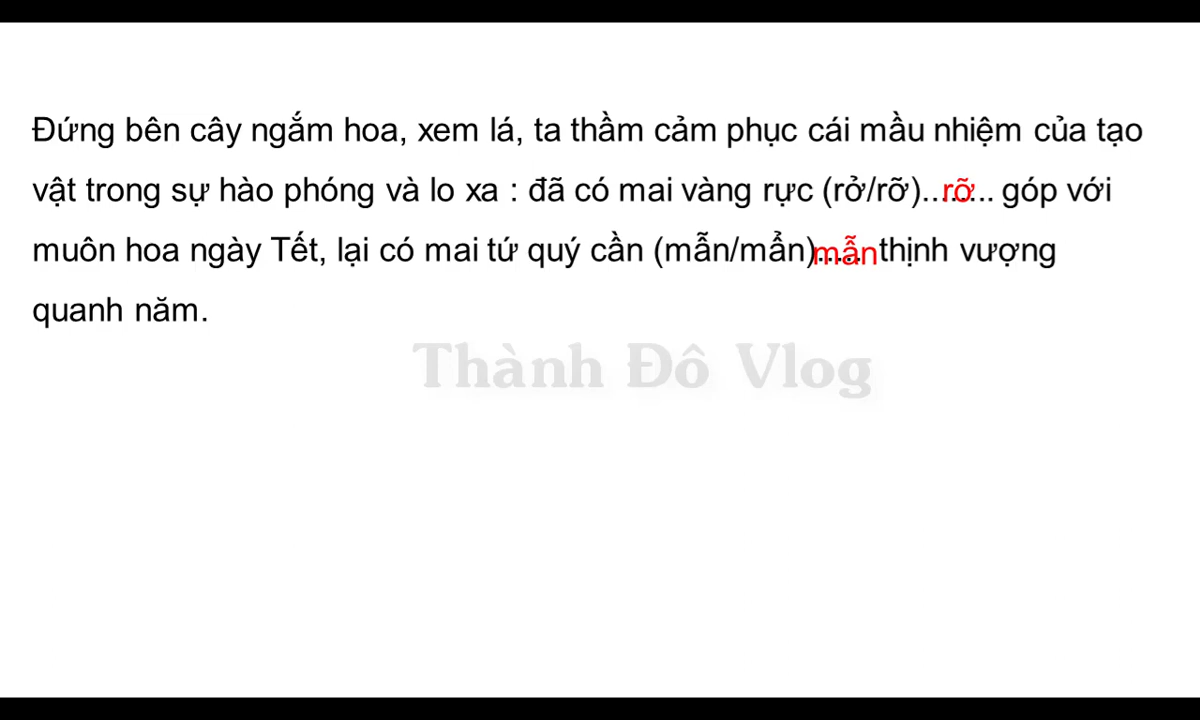 Đứng bên cây ngắm hoa, xem lá, ta thầm cảm phục cái mầu nhiệm của tạo
vật trong sự hào phóng và lo xa : đã có mai vàng rực (rở/rỡ)...rỡ... góp với
muôn hoa ngày Tết, lại có mai tứ quý cần (mẫn/mẩn)mẫn thịnh vượng
quanh năm.
Thành Đô Vlog